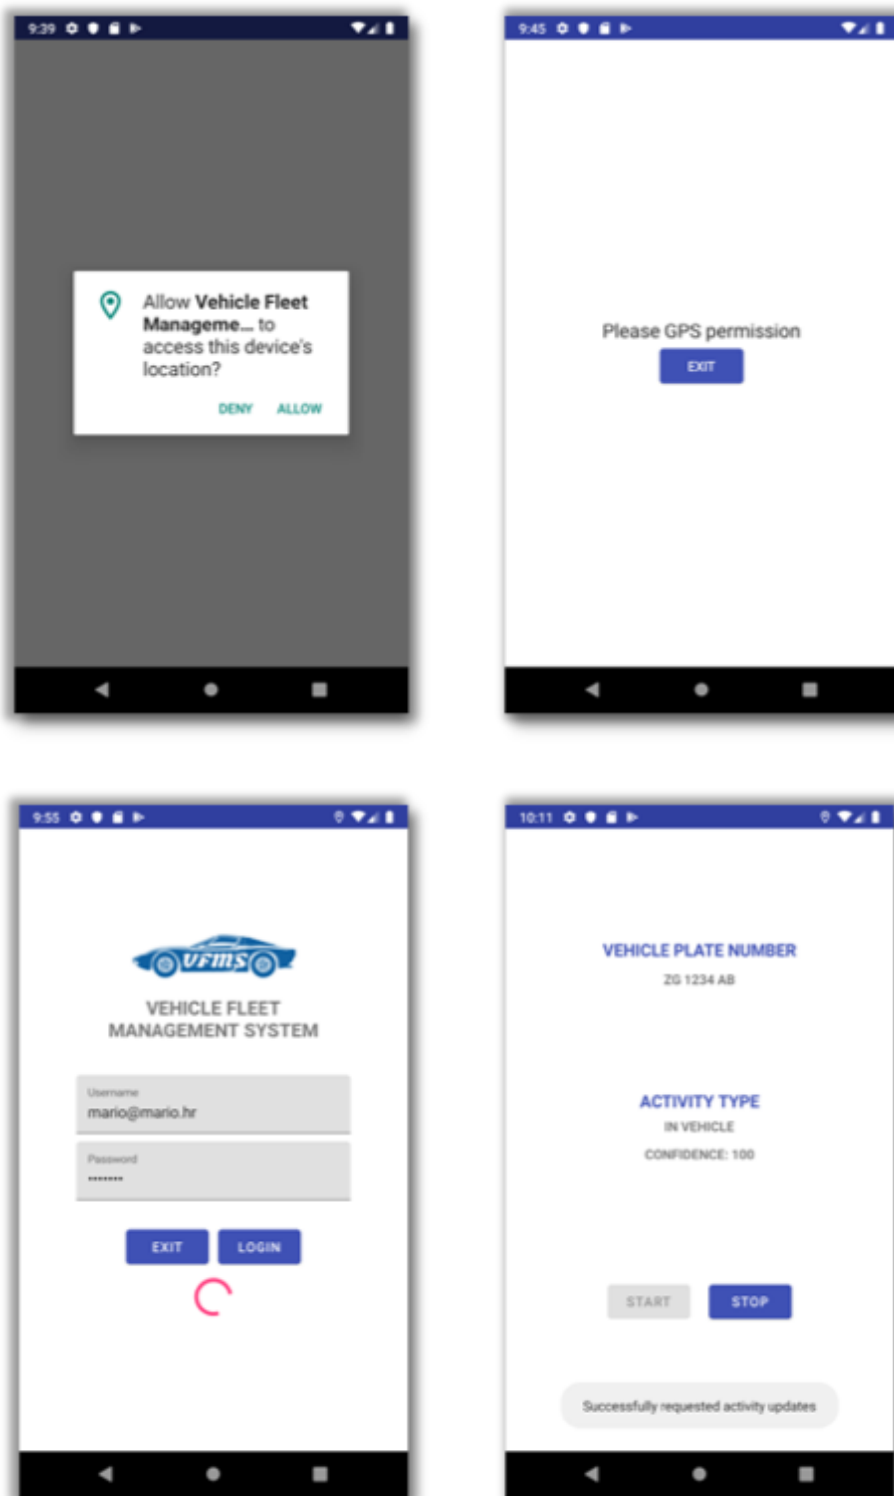 9:39
Allow Vehicle Fleet
Manageme... to
access this device's
location?
DENY ALLOW
9:45
Please GPS permission
EXIT
9:55
VFMS
VEHICLE FLEET
MANAGEMENT SYSTEM
Username
mario@mario.hr
Password
•••••••
EXIT LOGIN
10:11
VEHICLE PLATE NUMBER
ZG 1234 AB
ACTIVITY TYPE
IN VEHICLE
CONFIDENCE: 100
START STOP
Successfully requested activity updates